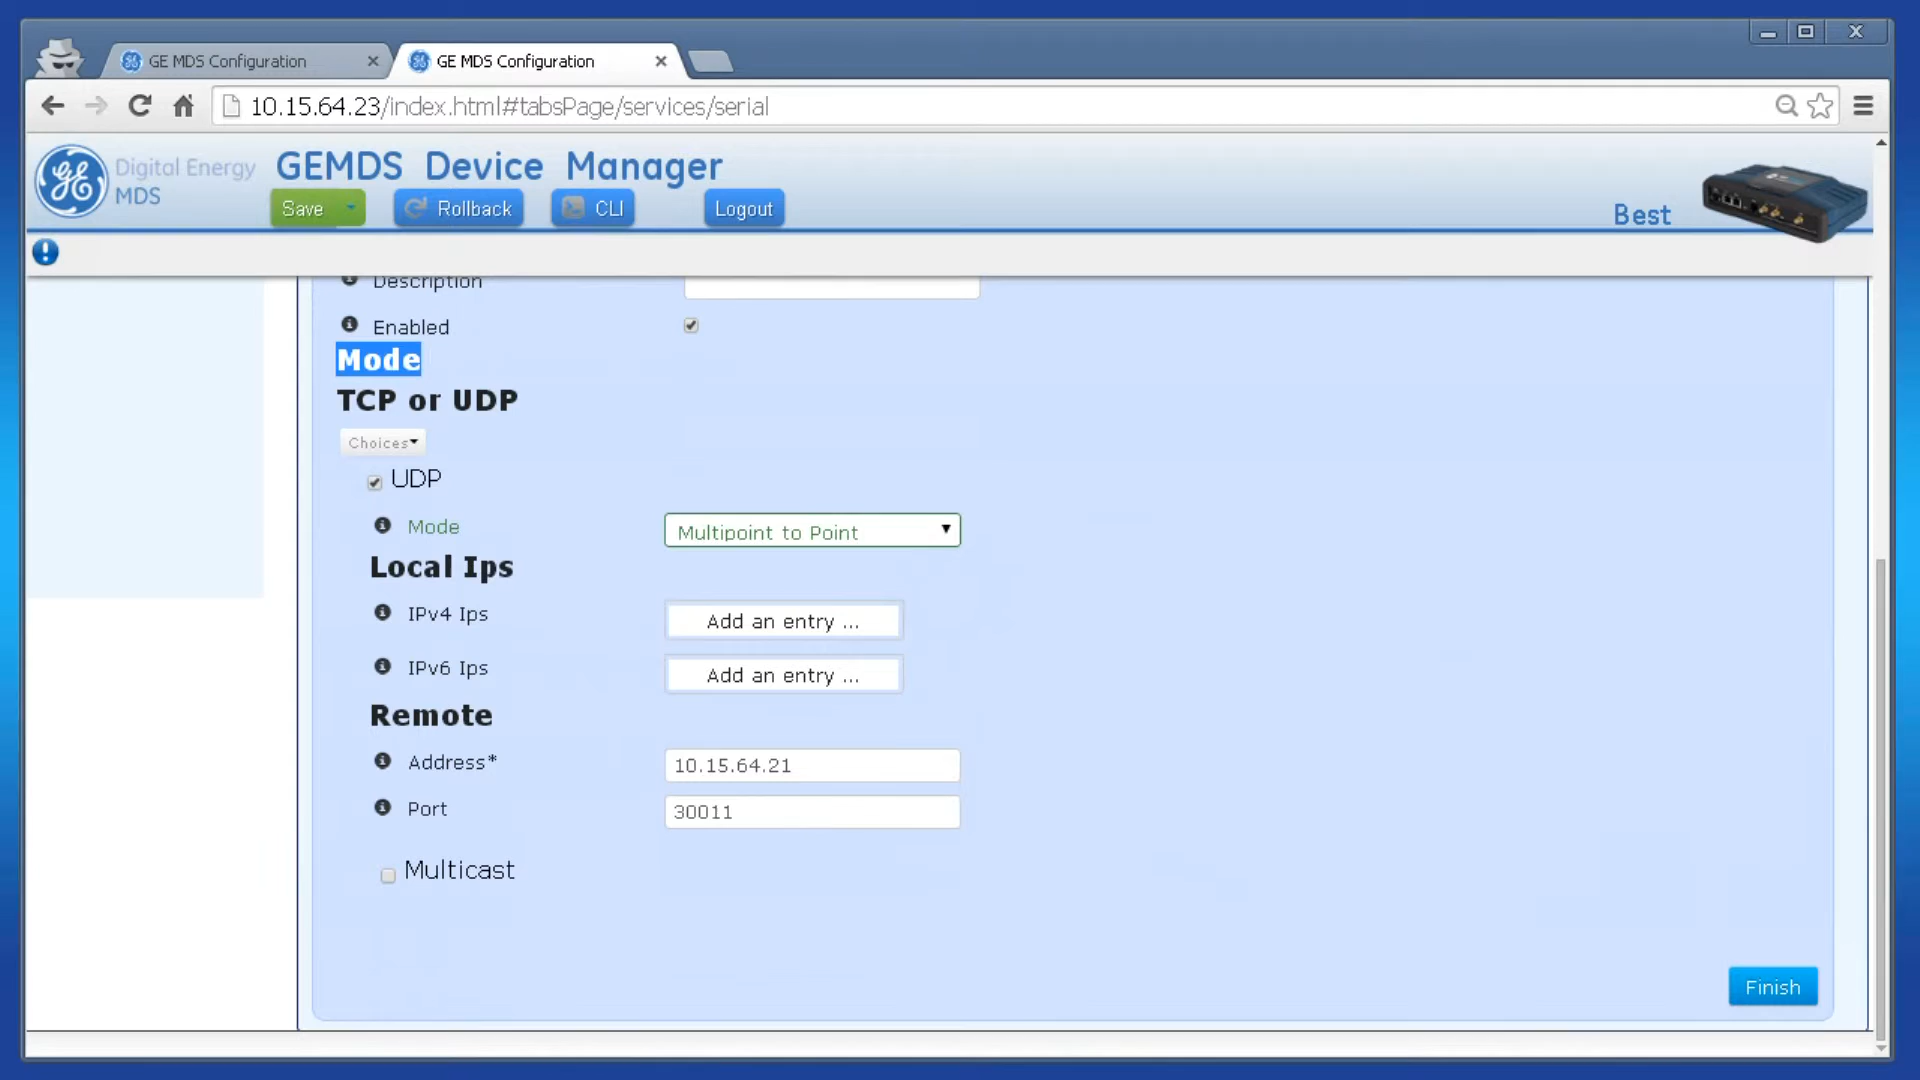 GE MDS Configuration
GE MDS Configuration
10.15.64.23/index.html#tabsPage/services/serial
Digital Energy
MDS
GEMDS Device Manager
Save
Rollback
CLI
Logout
Best
Description
Enabled
Mode
TCP or UDP
Choices
UDP
Mode
Multipoint to Point
Local Ips
IPv4 Ips
Add an entry ...
IPv6 Ips
Add an entry ...
Remote
Address*
10.15.64.21
Port
30011
Multicast
Finish